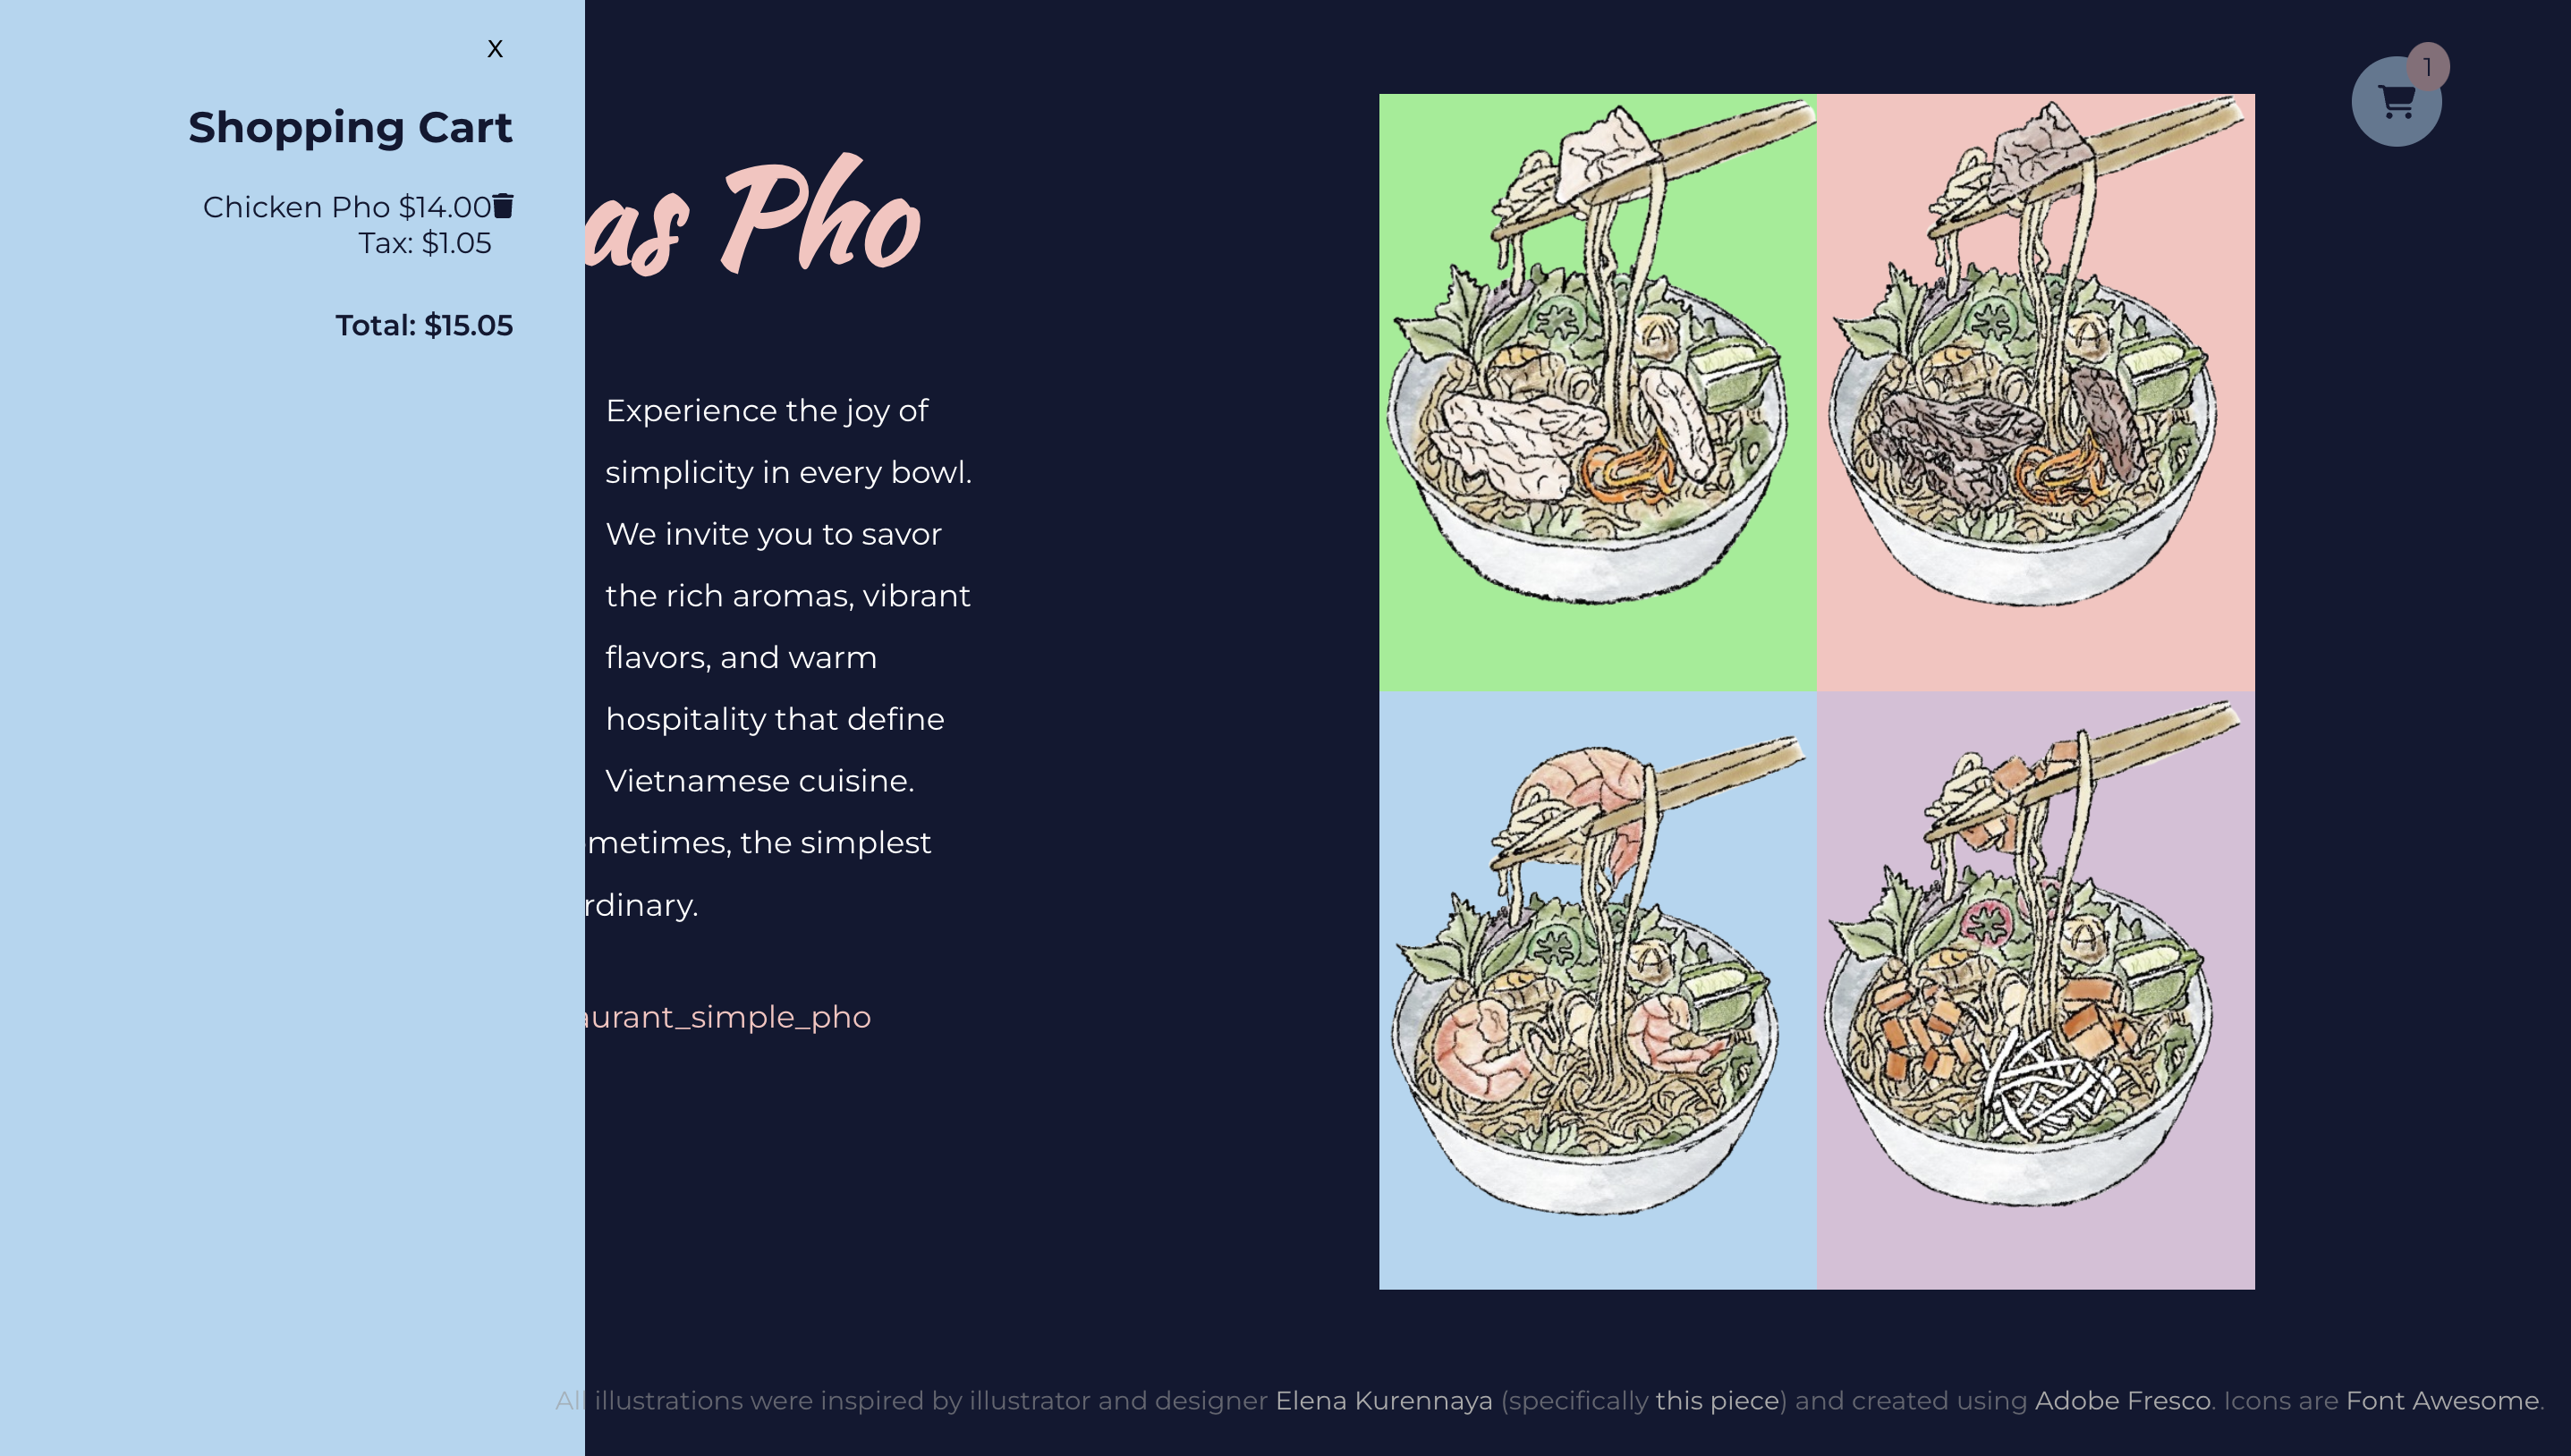 x
1
Shopping Cart
Chicken Pho $14.00
Tax: $1.05
Total: $15.05
as Pho
Experience the joy of
simplicity in every bowl.
We invite you to savor
the rich aromas, vibrant
flavors, and warm
hospitality that define
Vietnamese cuisine.
metimes, the simplest
rdinary.
aurant_simple_pho
All illustrations were inspired by illustrator and designer Elena Kurennaya (specifically this piece) and created using Adobe Fresco. Icons are Font Awesome.